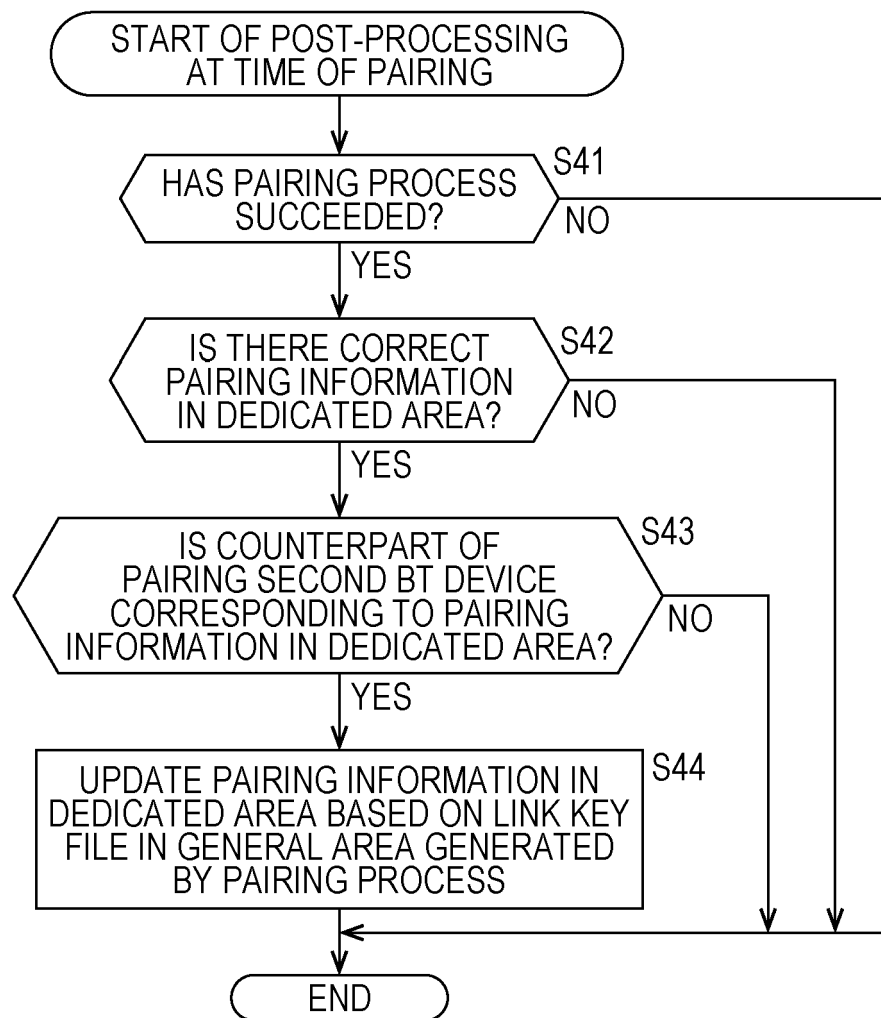 START OF POST-PROCESSING
AT TIME OF PAIRING
S41
HAS PAIRING PROCESS
SUCCEEDED?
NO
YES
S42
IS THERE CORRECT
PAIRING INFORMATION
IN DEDICATED AREA?
NO
YES
S43
IS COUNTERPART OF
PAIRING SECOND BT DEVICE
CORRESPONDING TO PAIRING
INFORMATION IN DEDICATED AREA?
NO
YES
S44
UPDATE PAIRING INFORMATION IN
DEDICATED AREA BASED ON LINK KEY
FILE IN GENERAL AREA GENERATED
BY PAIRING PROCESS
END